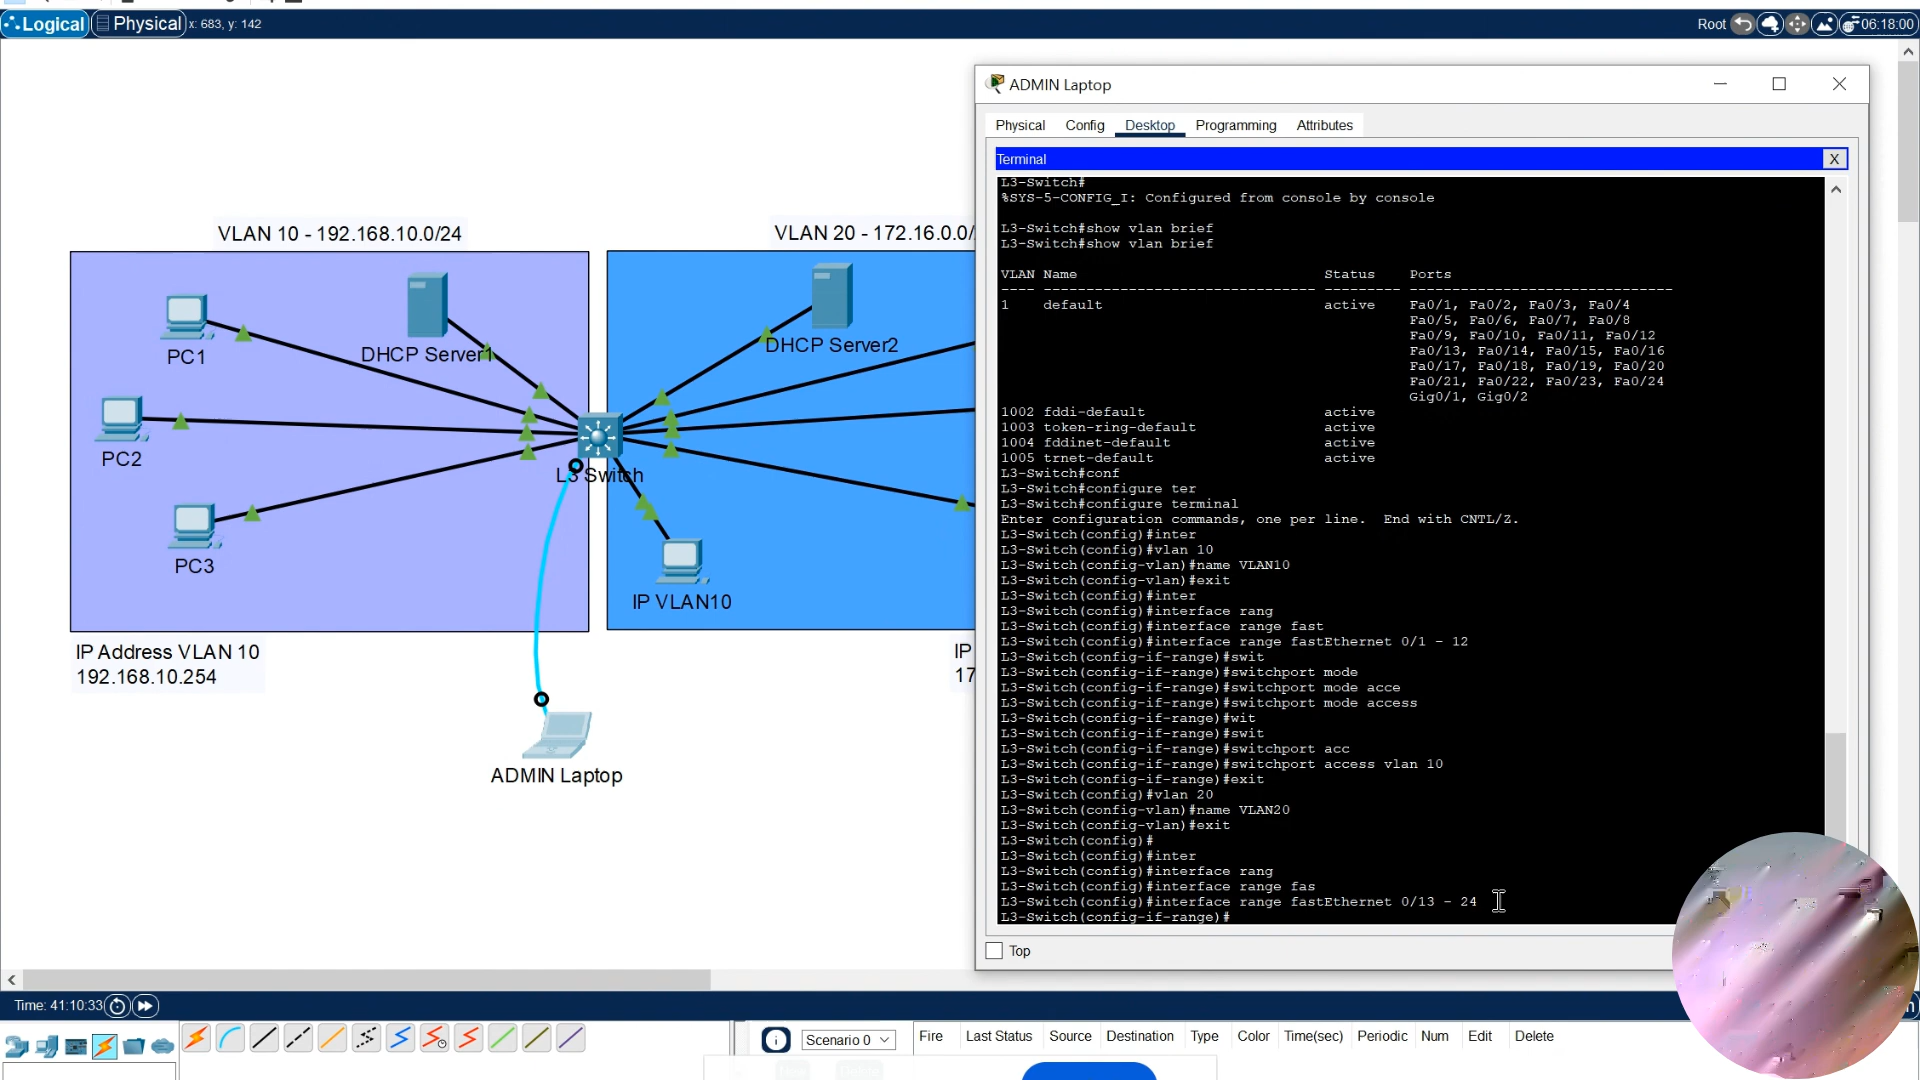 Logical Physical x: 683, y: 142
Root 06:18:00
ADMIN Laptop
Physical Config Desktop Programming Attributes
Terminal X
L3-Switch#
%SYS-5-CONFIG_I: Configured from console by console
L3-Switch#show vlan brief
L3-Switch#show vlan brief
VLAN Name Status Ports
---- -------------------------------- --------- -------------------------------
1 default active Fa0/1, Fa0/2, Fa0/3, Fa0/4
Fa0/5, Fa0/6, Fa0/7, Fa0/8
Fa0/9, Fa0/10, Fa0/11, Fa0/12
Fa0/13, Fa0/14, Fa0/15, Fa0/16
Fa0/17, Fa0/18, Fa0/19, Fa0/20
Fa0/21, Fa0/22, Fa0/23, Fa0/24
Gig0/1, Gig0/2
1002 fddi-default active
1003 token-ring-default active
1004 fddinet-default active
1005 trnet-default active
L3-Switch#conf
L3-Switch#configure ter
L3-Switch#configure terminal
Enter configuration commands, one per line. End with CNTL/Z.
L3-Switch(config)#inter
L3-Switch(config)#vlan 10
L3-Switch(config-vlan)#name VLAN10
L3-Switch(config-vlan)#exit
L3-Switch(config)#inter
L3-Switch(config)#interface rang
L3-Switch(config)#interface range fast
L3-Switch(config)#interface range fastEthernet 0/1 - 12
L3-Switch(config-if-range)#swit
L3-Switch(config-if-range)#switchport mode
L3-Switch(config-if-range)#switchport mode acce
L3-Switch(config-if-range)#switchport mode access
L3-Switch(config-if-range)#wit
L3-Switch(config-if-range)#swit
L3-Switch(config-if-range)#switchport acc
L3-Switch(config-if-range)#switchport access vlan 10
L3-Switch(config-if-range)#exit
L3-Switch(config)#vlan 20
L3-Switch(config-vlan)#name VLAN20
L3-Switch(config-vlan)#exit
L3-Switch(config)#
L3-Switch(config)#inter
L3-Switch(config)#interface rang
L3-Switch(config)#interface range fas
L3-Switch(config)#interface range fastEthernet 0/13 - 24
L3-Switch(config-if-range)#
Top
VLAN 10 - 192.168.10.0/24
VLAN 20 - 172.16.0.0/
PC1
DHCP Server1
DHCP Server2
PC2
L3 Switch
PC3
IP VLAN10
IP Address VLAN 10
192.168.10.254
IP
17
ADMIN Laptop
Time: 41:10:33
Scenario 0
Fire Last Status Source Destination Type Color Time(sec) Periodic Num Edit Delete